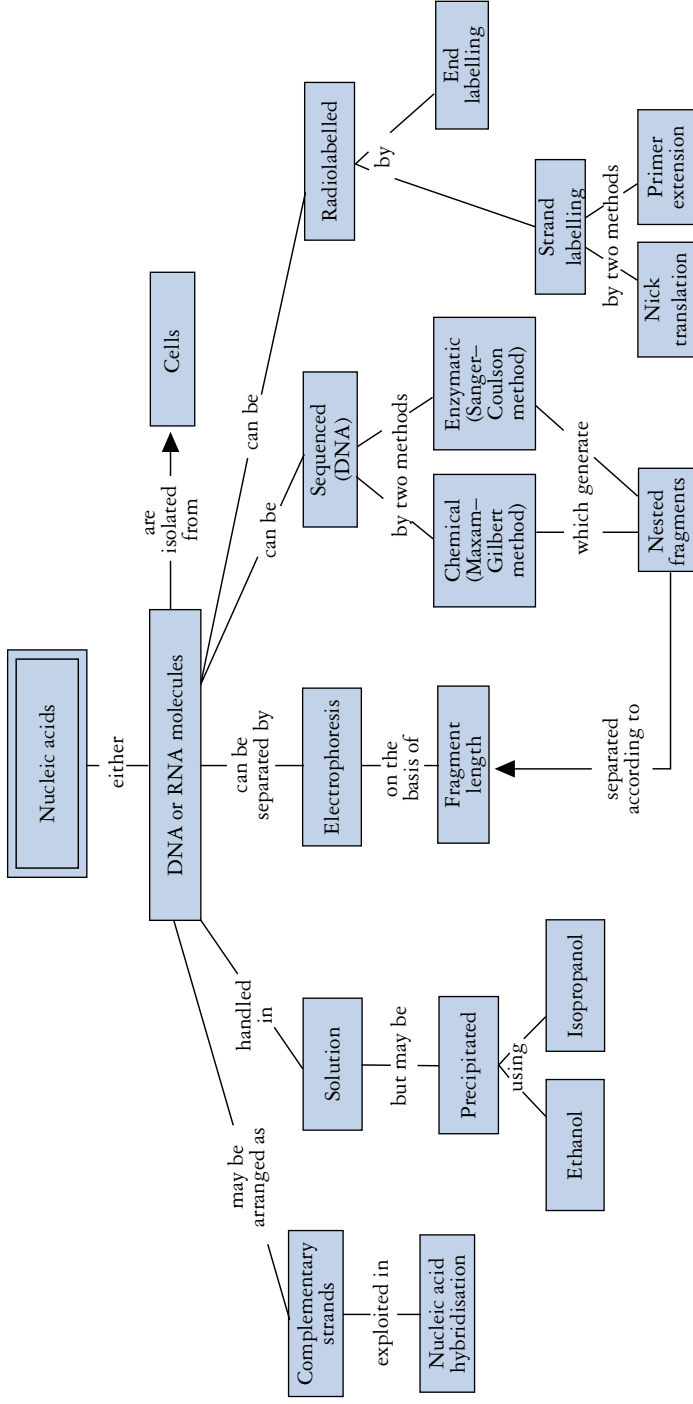 Nucleic acids
either
DNA or RNA molecules
are
isolated
from
Cells
may be
arranged as
Complementary
strands
exploited in
Nucleic acid
hybridisation
handled
in
Solution
but may be
Precipitated
using
Ethanol
Isopropanol
can be
separated by
Electrophoresis
on the
basis of
Fragment
length
can be
Sequenced
(DNA)
by two methods
Chemical
(Maxam–
Gilbert
method)
Enzymatic
(Sanger–
Coulson
method)
which generate
Nested
fragments
separated
according to
can be
Radiolabelled
by
Strand
labelling
End
labelling
by two methods
Nick
translation
Primer
extension